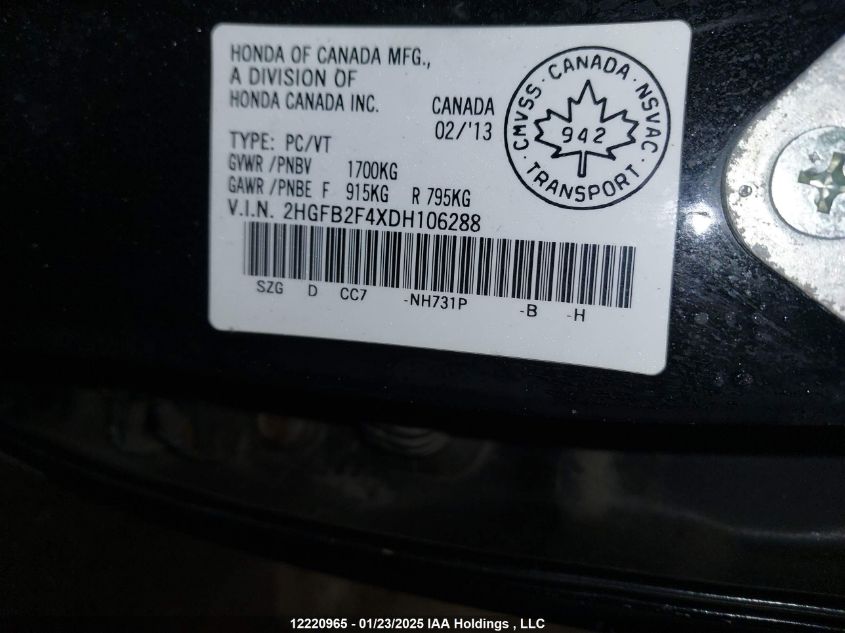 HONDA OF CANADA MFG.,
A DIVISION OF
HONDA CANADA INC.
CANADA
02/'13
TYPE: PC/VT
GVWR /PNBV 1700KG
GAWR /PNBE F 915KG R 795KG
V.I.N. 2HGFB2F4XDH106288
SZG D CC7 -NH731P -B -H
CMVSS · CANADA · NSVAC · TRANSPORT ·
942
12220965 - 01/23/2025 IAA Holdings , LLC